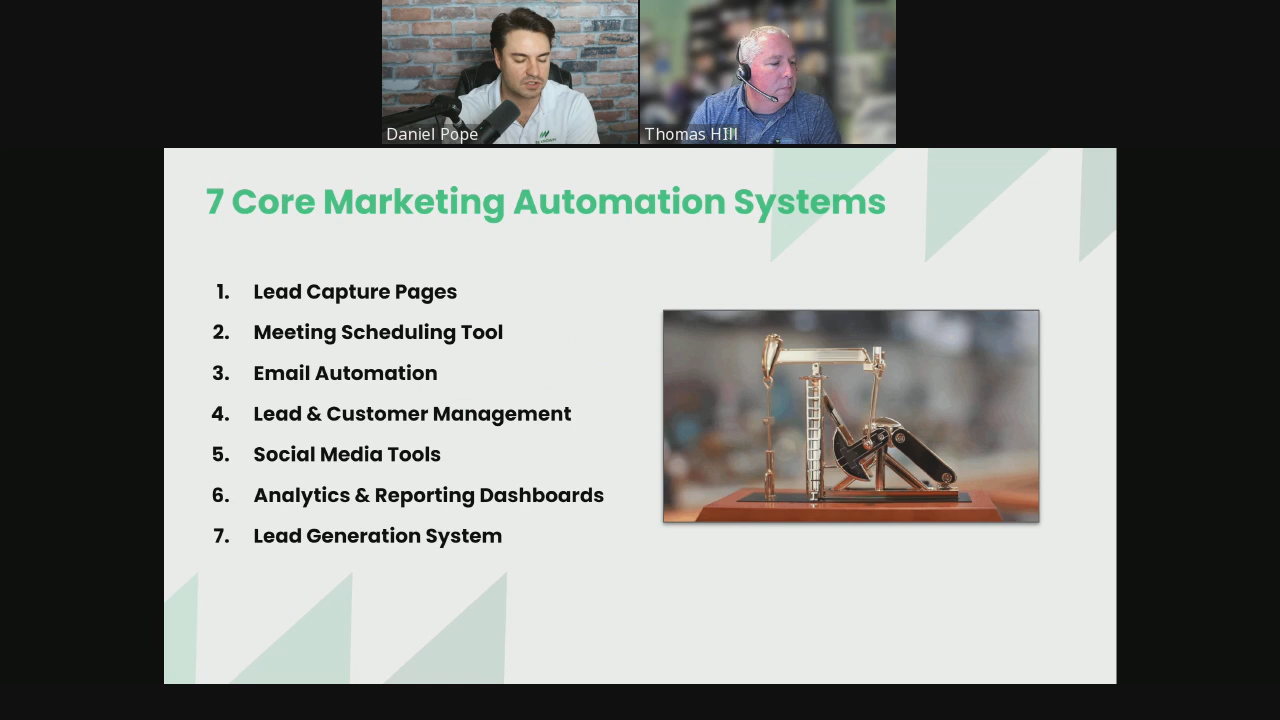 Daniel Pope
Thomas HIll
7 Core Marketing Automation Systems
1. Lead Capture Pages
2. Meeting Scheduling Tool
3. Email Automation
4. Lead & Customer Management
5. Social Media Tools
6. Analytics & Reporting Dashboards
7. Lead Generation System